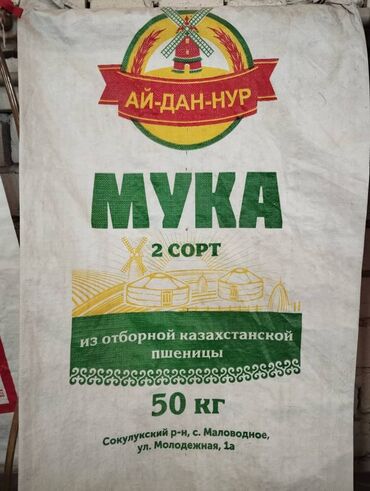 АЙ-ДАН-НУР
МУКА
2 СОРТ
из отборной казахстанской
пшеницы
50 кг
Сокулукский р-н, с. Маловодное,
ул. Молодежная, 1а